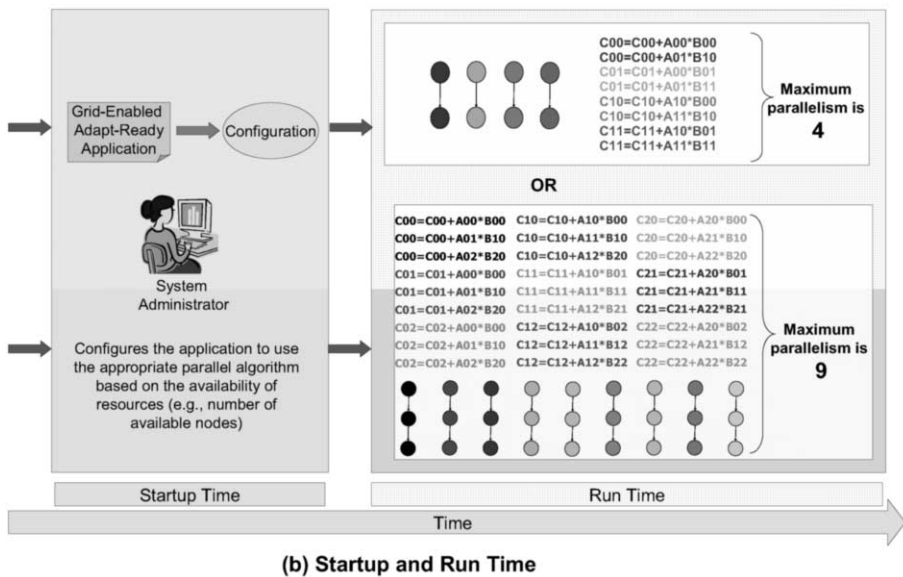 Grid-Enabled
Adapt-Ready
Application
Configuration
System
Administrator
Configures the application to use
the appropriate parallel algorithm
based on the availability of
resources (e.g., number of
available nodes)
C00=C00+A00*B00
C00=C00+A01*B10
C01=C01+A00*B01
C01=C01+A01*B11
C10=C10+A10*B00
C10=C10+A11*B10
C11=C11+A10*B01
C11=C11+A11*B11
Maximum
parallelism is
4
OR
C00=C00+A00*B00 C10=C10+A10*B00 C20=C20+A20*B00
C00=C00+A01*B10 C10=C10+A11*B10 C20=C20+A21*B10
C00=C00+A02*B20 C10=C10+A12*B20 C20=C20+A22*B20
C01=C01+A00*B00 C11=C11+A10*B01 C21=C21+A20*B01
C01=C01+A01*B10 C11=C11+A11*B11 C21=C21+A21*B11
C01=C01+A02*B20 C11=C11+A12*B21 C21=C21+A22*B21
C02=C02+A00*B00 C12=C12+A10*B02 C22=C22+A20*B02
C02=C02+A01*B10 C12=C12+A11*B12 C22=C22+A21*B12
C02=C02+A02*B20 C12=C12+A12*B22 C22=C22+A22*B22
Maximum
parallelism is
9
Startup Time
Run Time
Time
(b) Startup and Run Time